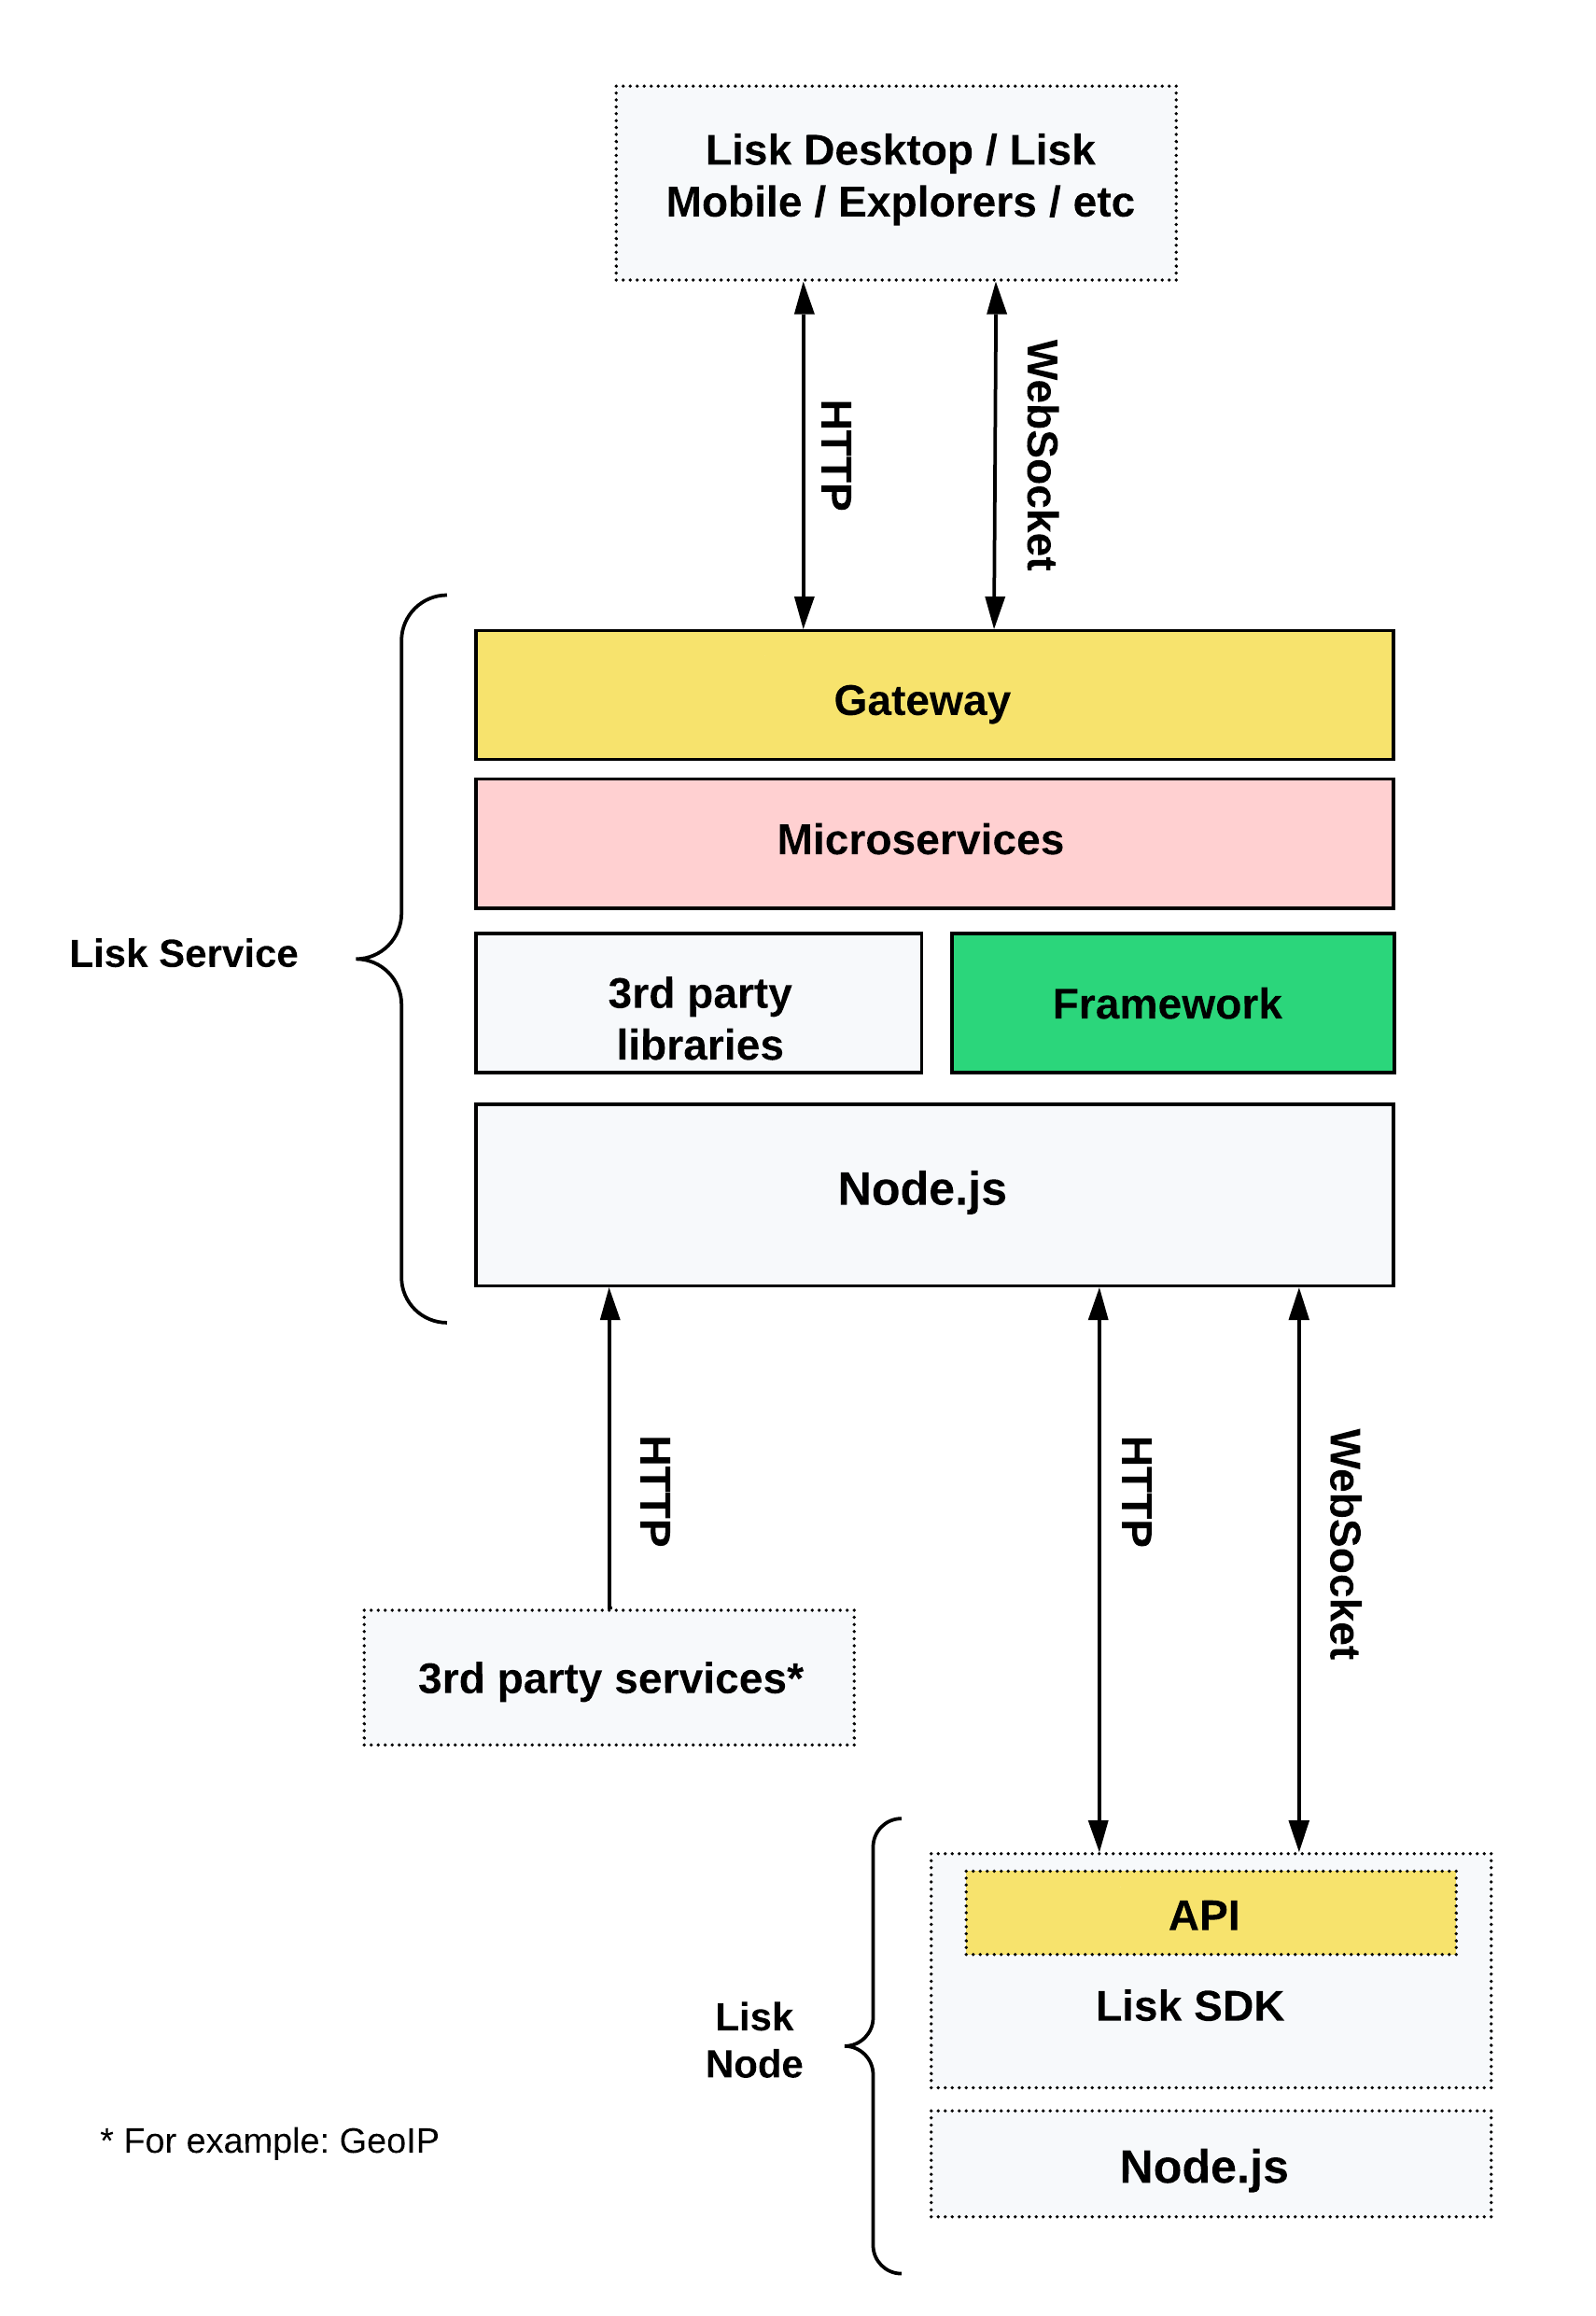 Lisk Desktop / Lisk
Mobile / Explorers / etc
HTTP
WebSocket
Gateway
Microservices
Lisk Service
3rd party
libraries
Framework
Node.js
HTTP
HTTP
WebSocket
3rd party services*
API
Lisk SDK
Lisk
Node
Node.js
* For example: GeoIP